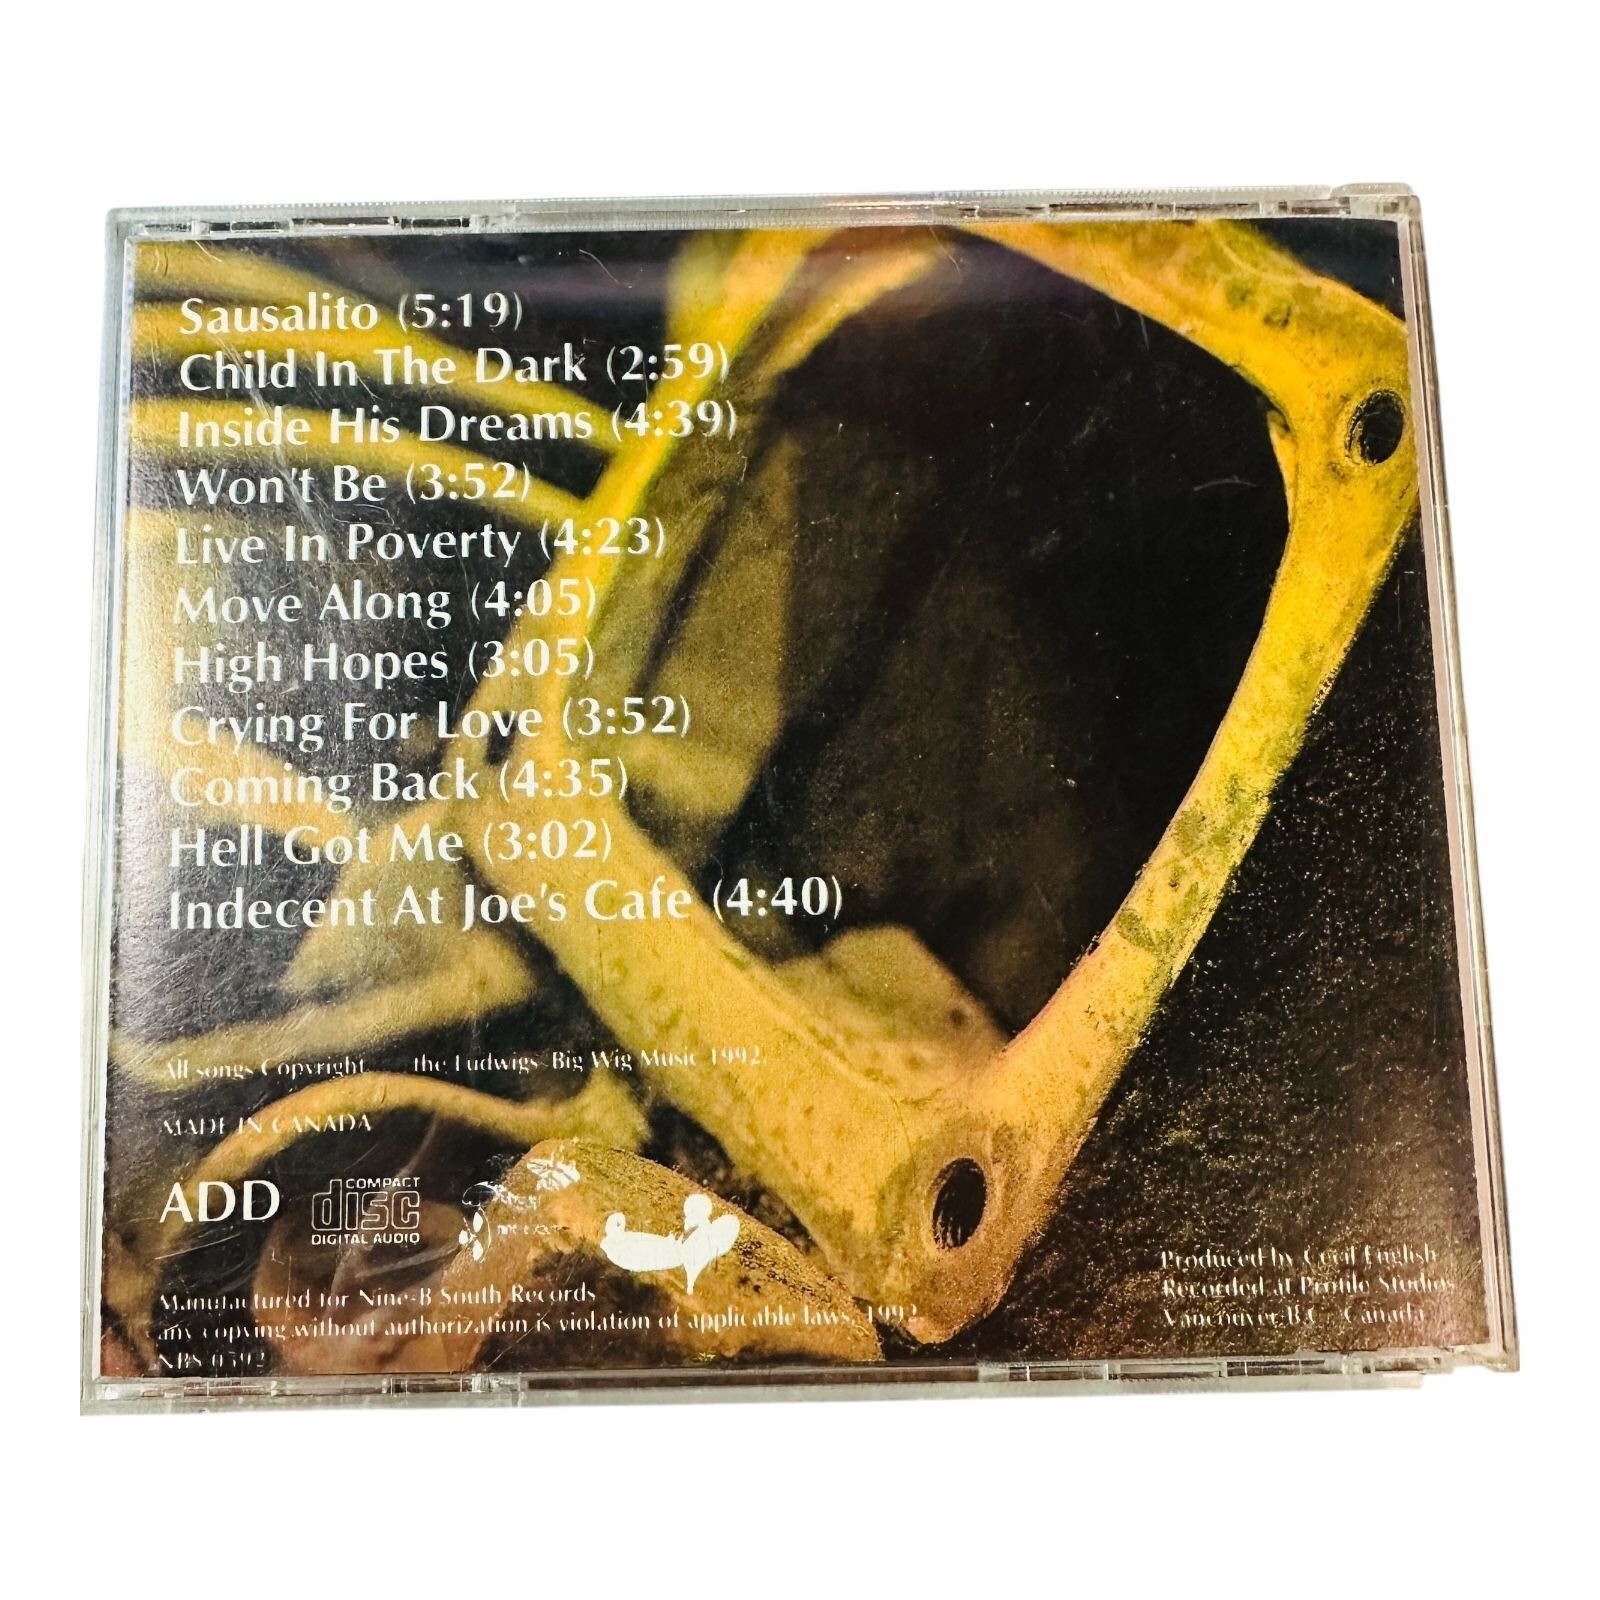 Sausalito (5:19)
Child In The Dark (2:59)
Inside His Dreams (4:39)
Won't Be (3:52)
Live In Poverty (4:23)
Move Along (4:05)
High Hopes (3:05)
Crying For Love (3:52)
Coming Back (4:35)
Hell Got Me (3:02)
Indecent At Joe's Cafe (4:40)
All songs Copyright the Ludwigs-Big Wig Music 1992.
MADE IN CANADA
ADD
COMPACT
disc
DIGITAL AUDIO
Manufactured for Nine-B South Records
any copying without authorization is violation of applicable laws, 1992
NBS 0392
Produced by Cecil English
Recorded at Profile Studios
Vancouver B.C. Canada